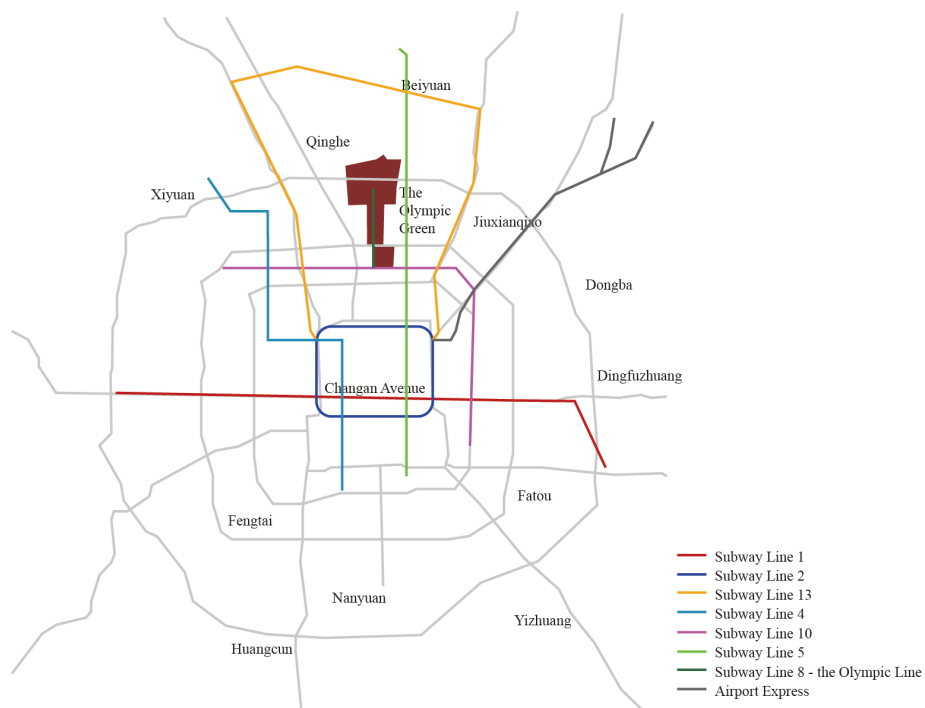 Beiyuan
Qinghe
Xiyuan
The
Olympic
Green
Jiuxianqiao
Dongba
Dingfuzhuang
Changan Avenue
Fatou
Fengtai
Nanyuan
Yizhuang
Huangcun
Subway Line 1
Subway Line 2
Subway Line 13
Subway Line 4
Subway Line 10
Subway Line 5
Subway Line 8 - the Olympic Line
Airport Express